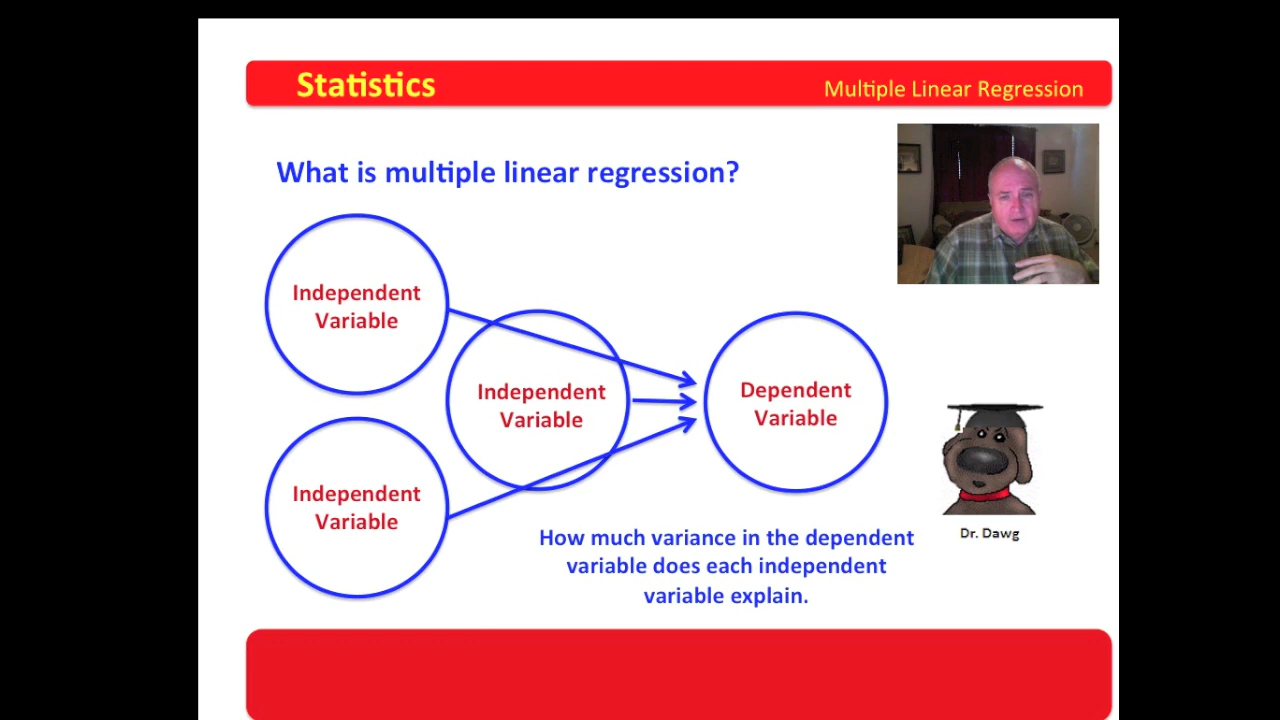 Statistics
Multiple Linear Regression
What is multiple linear regression?
Independent
Variable
Independent
Variable
Dependent
Variable
Independent
Variable
How much variance in the dependent
variable does each independent
variable explain.
Dr. Dawg